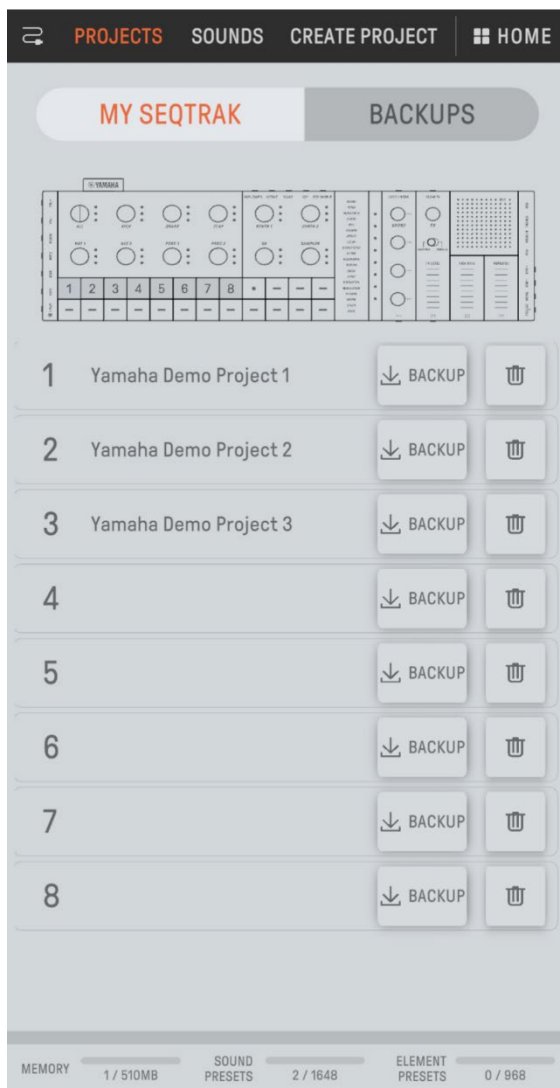 PROJECTS SOUNDS CREATE PROJECT HOME
MY SEQTRAK BACKUPS
YAMAHA
1 2 3 4 5 6 7 8
1 Yamaha Demo Project 1 BACKUP
2 Yamaha Demo Project 2 BACKUP
3 Yamaha Demo Project 3 BACKUP
4 BACKUP
5 BACKUP
6 BACKUP
7 BACKUP
8 BACKUP
MEMORY 1 / 510MB SOUND PRESETS 2 / 1648 ELEMENT PRESETS 0 / 968